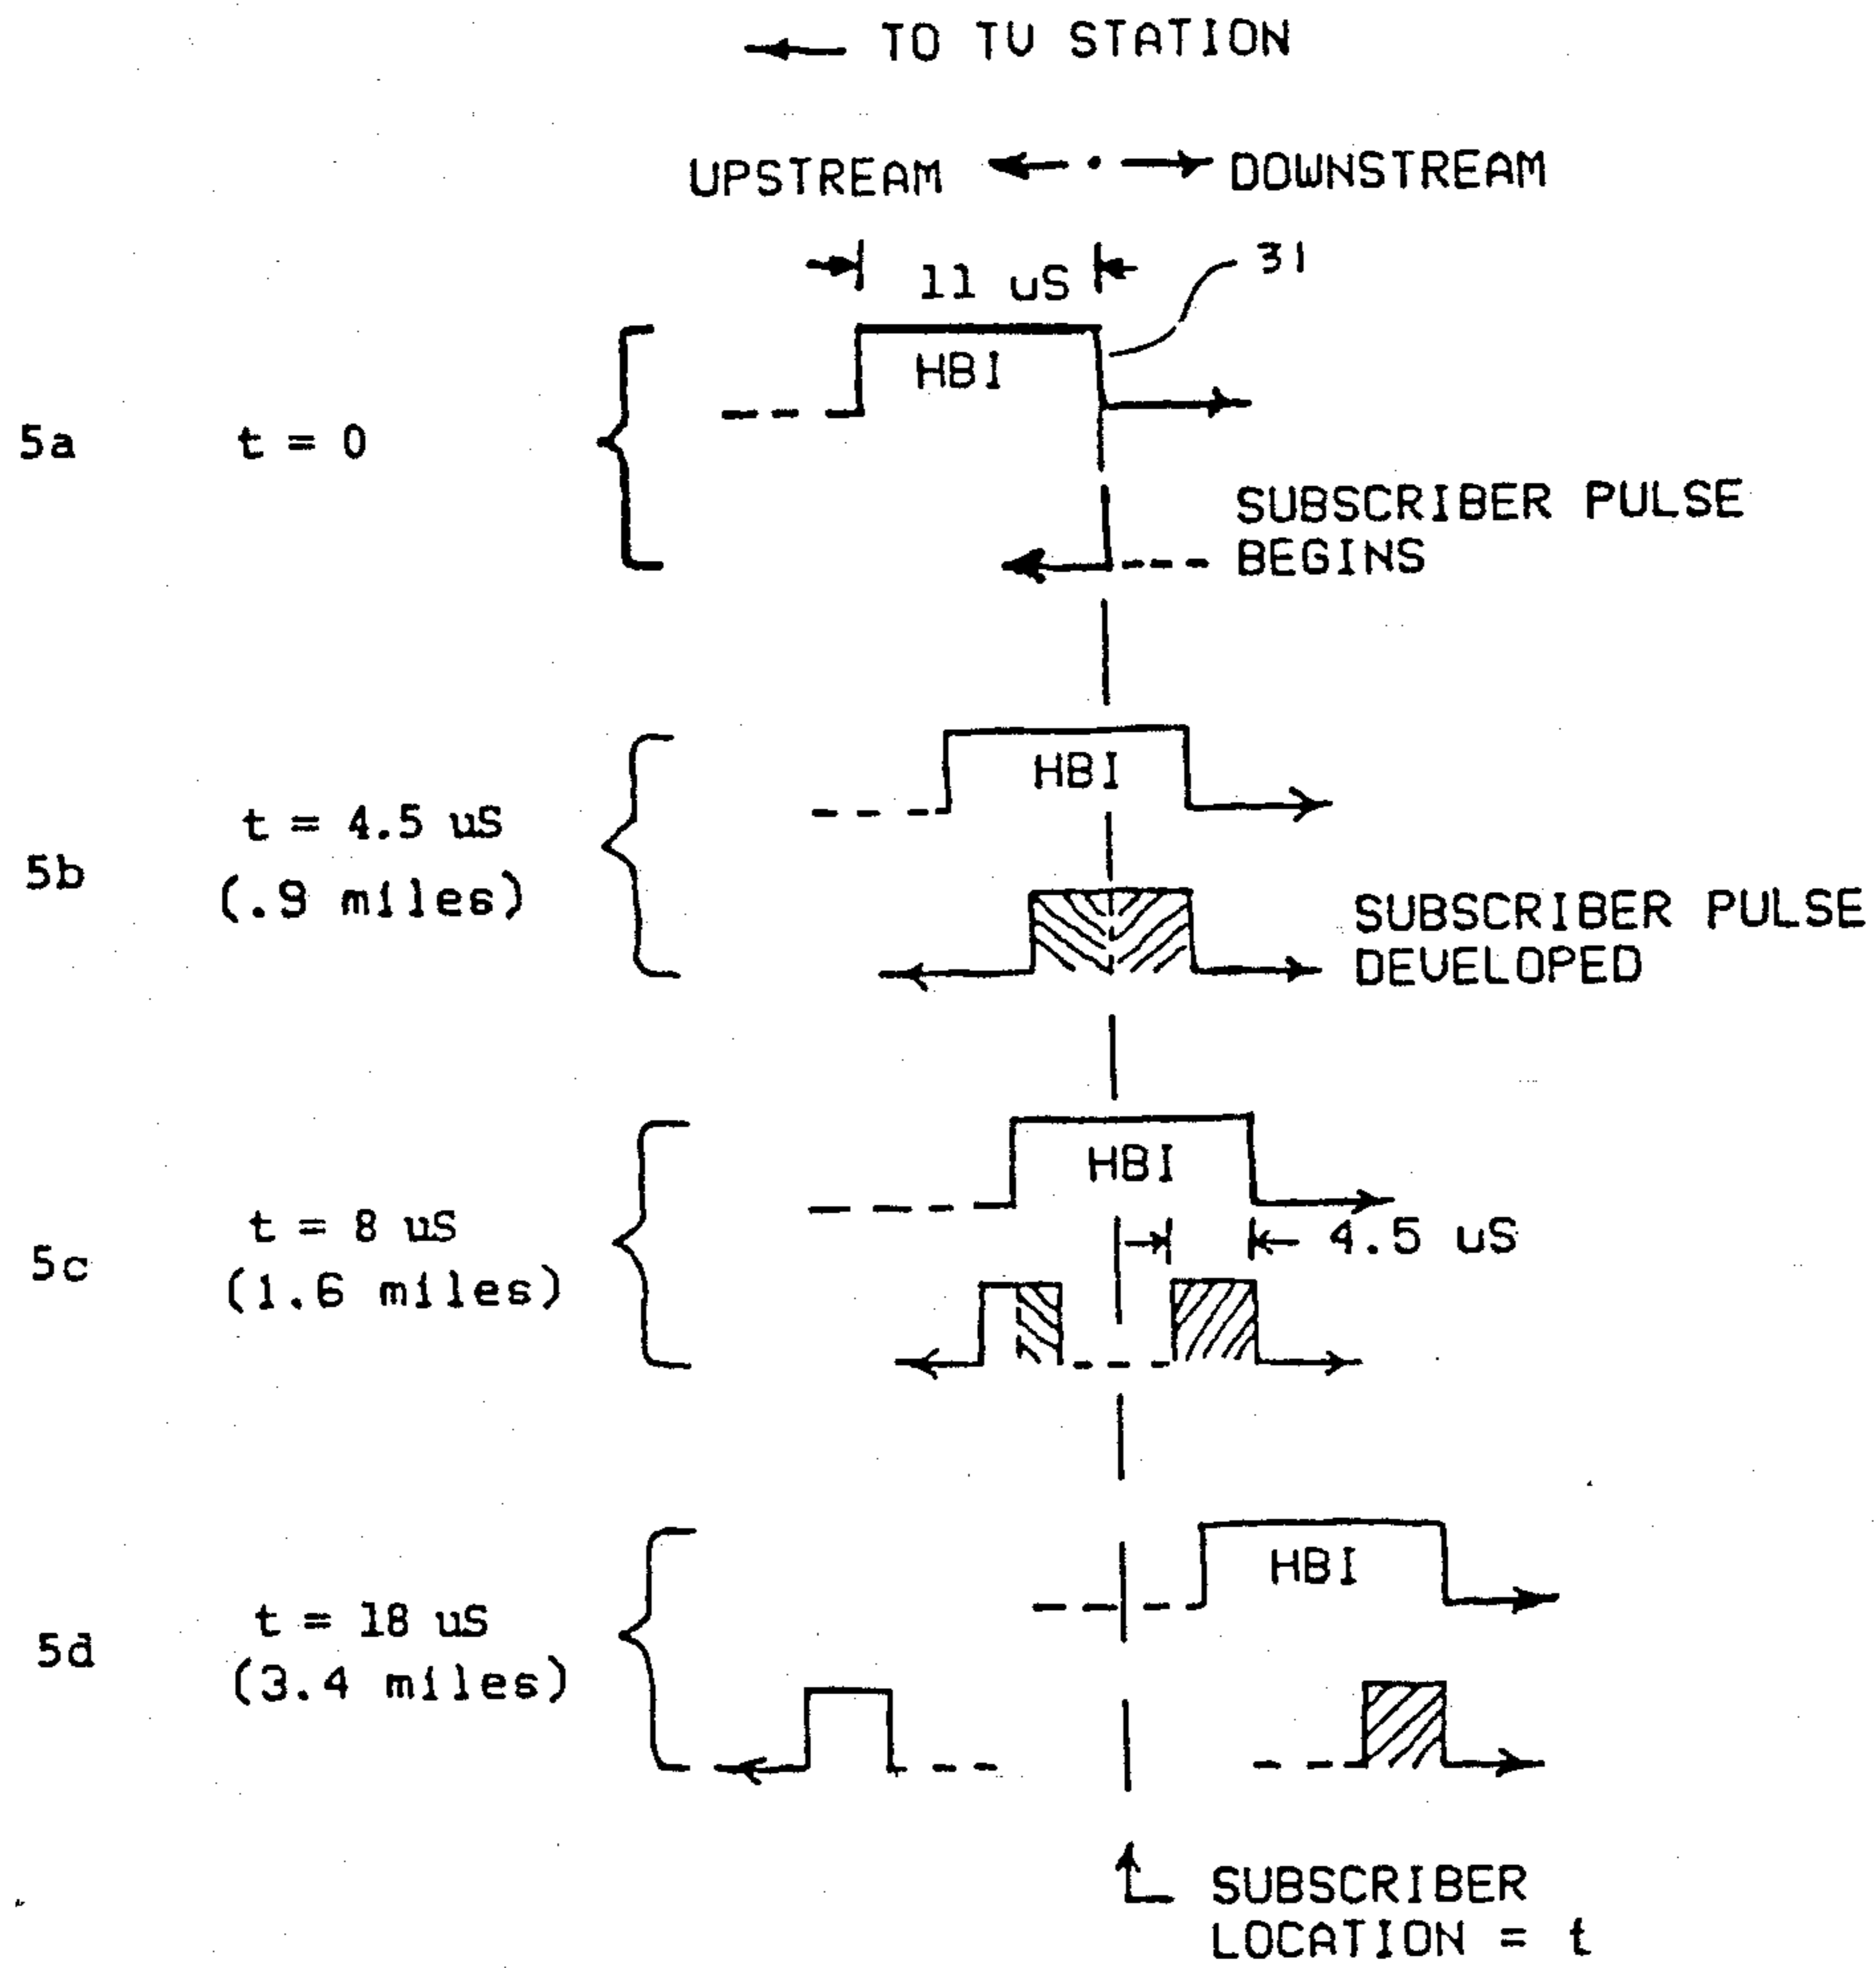 TO TV STATION
UPSTREAM DOWNSTREAM
11 uS 31
HBI
5a t = 0
SUBSCRIBER PULSE
BEGINS
HBI
t = 4.5 uS
5b
(.9 miles)
SUBSCRIBER PULSE
DEVELOPED
HBI
t = 8 uS
4.5 uS
5c
(1.6 miles)
HBI
t = 18 uS
5d
(3.4 miles)
SUBSCRIBER
LOCATION = t